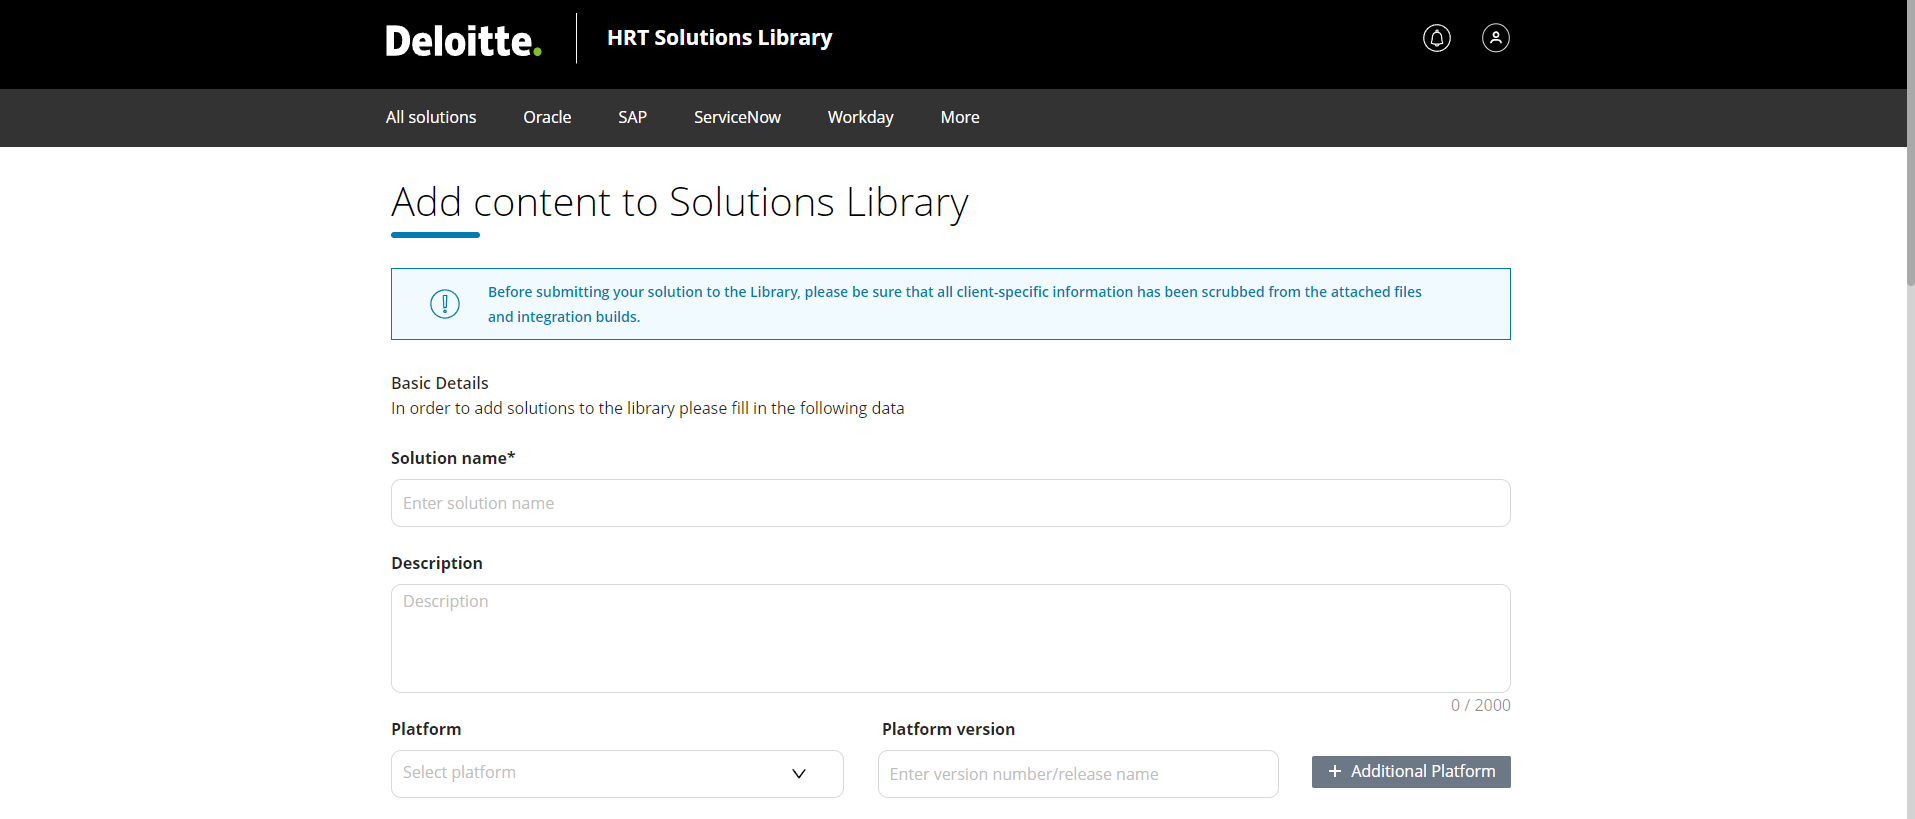 Deloitte.
HRT Solutions Library
All solutions Oracle SAP ServiceNow Workday More
Add content to Solutions Library
Before submitting your solution to the Library, please be sure that all client-specific information has been scrubbed from the attached files
and integration builds.
Basic Details
In order to add solutions to the library please fill in the following data
Solution name*
Enter solution name
Description
Description
0 / 2000
Platform
Platform version
Select platform
Enter version number/release name
+ Additional Platform